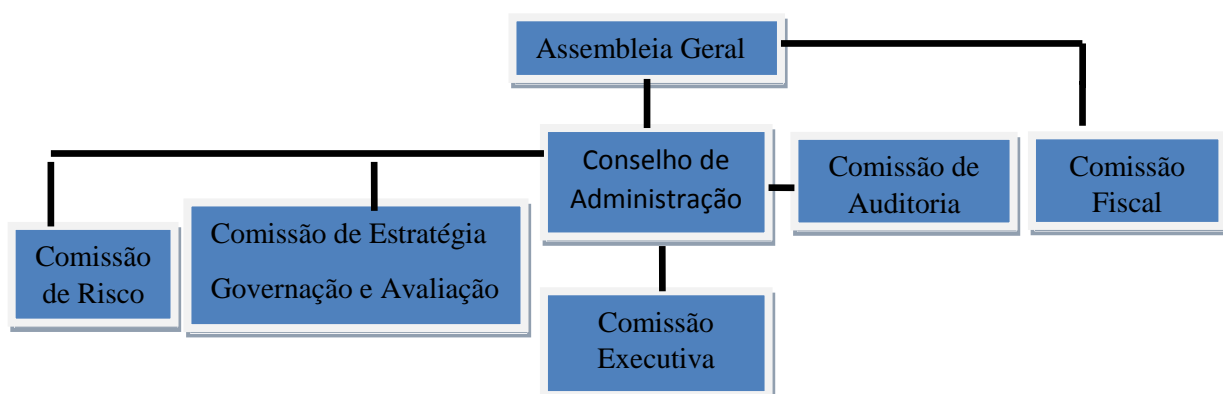 Assembleia Geral
Conselho de
Administração
Comissão de
Auditoria
Comissão
Fiscal
Comissão
de Risco
Comissão de Estratégia
Governação e Avaliação
Comissão
Executiva